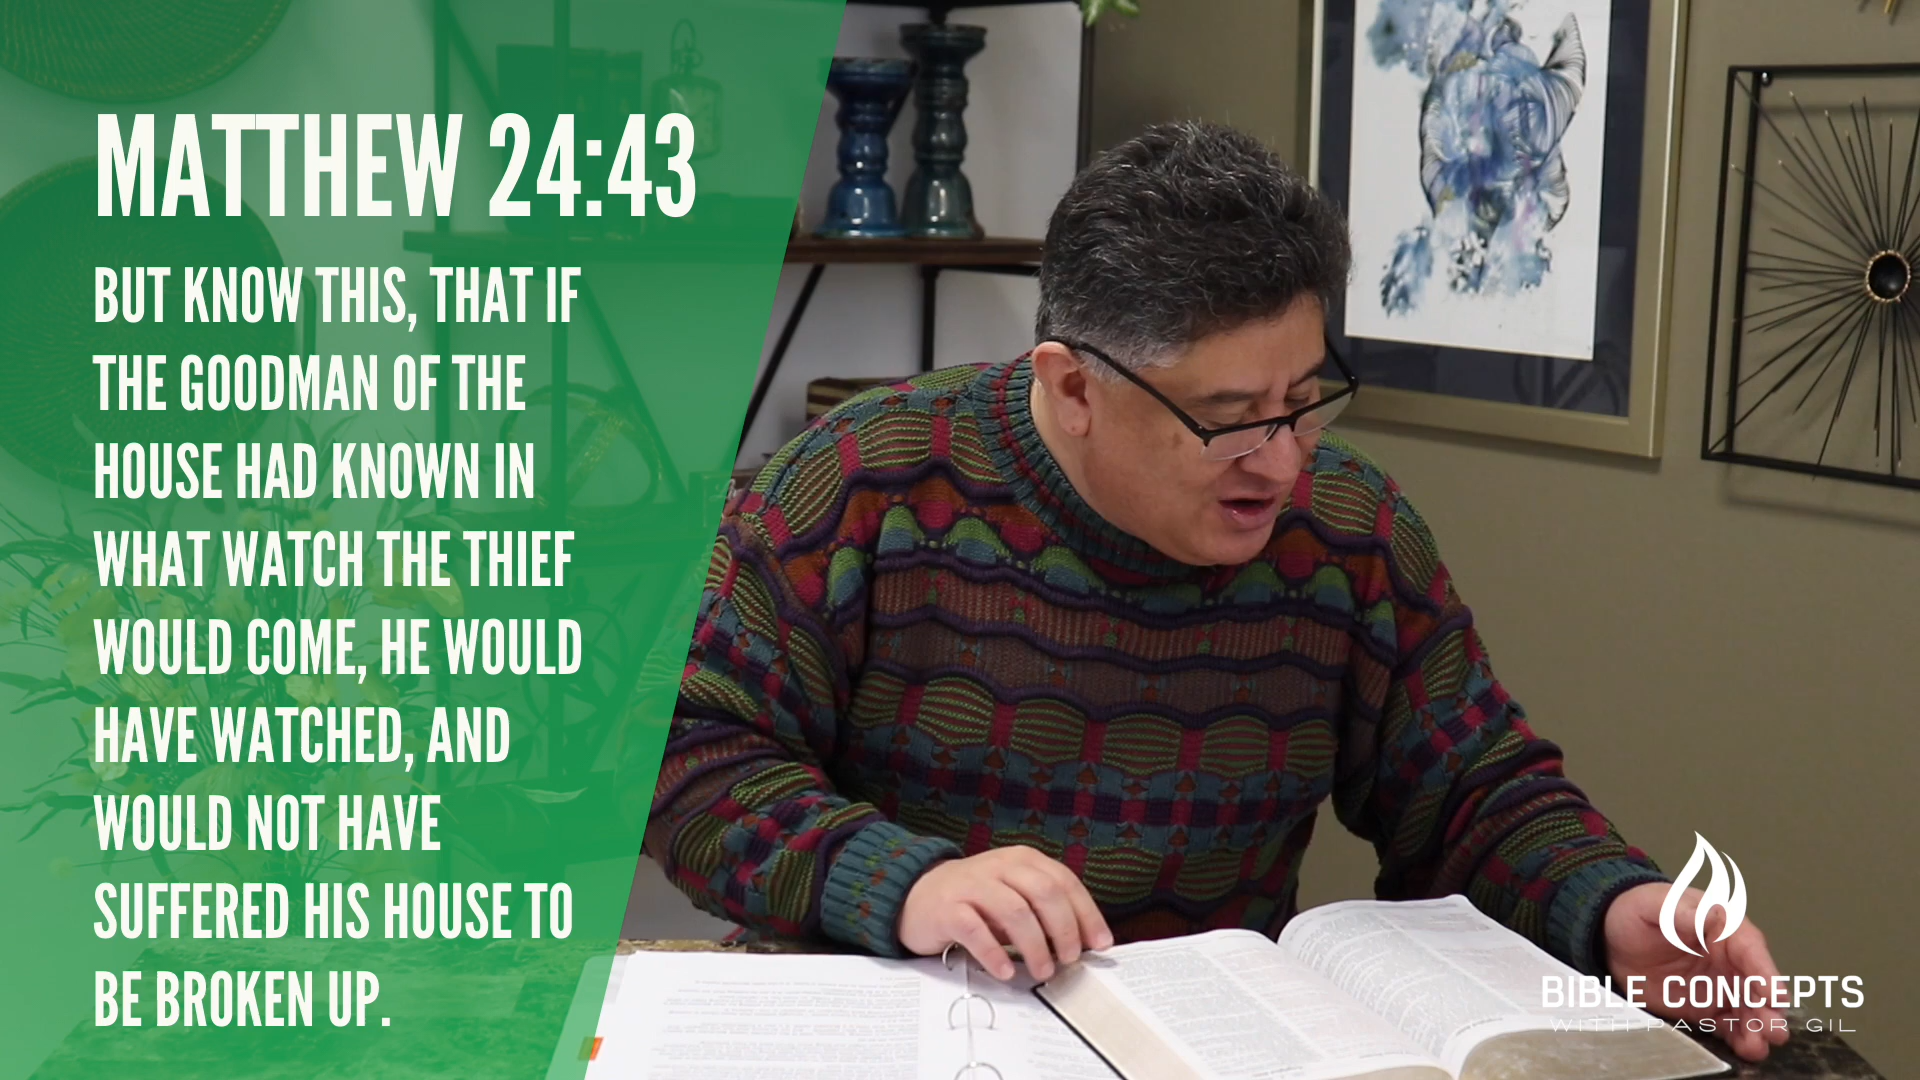 MATTHEW 24:43
BUT KNOW THIS, THAT IF
THE GOODMAN OF THE
HOUSE HAD KNOWN IN
WHAT WATCH THE THIEF
WOULD COME, HE WOULD
HAVE WATCHED, AND
WOULD NOT HAVE
SUFFERED HIS HOUSE TO
BE BROKEN UP.
BIBLE CONCEPTS
WITH PASTOR GIL